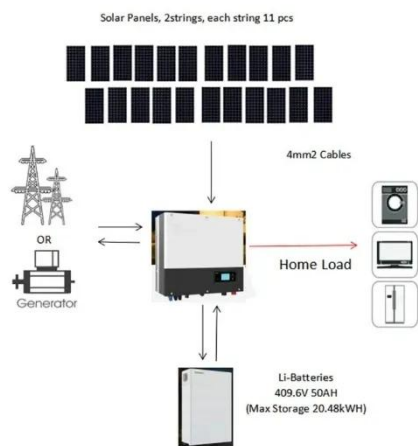 Solar Panels, 2strings, each string 11 pcs
4mm2 Cables
OR
Generator
Home Load
Li-Batteries
409.6V 50AH
(Max Storage 20.48kWH)